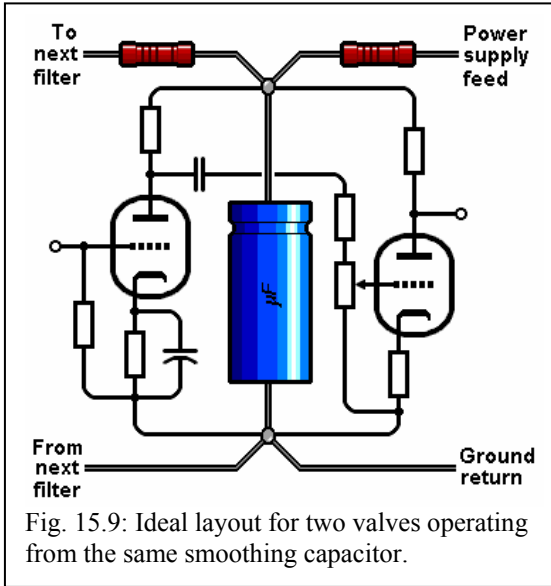 To
next
filter
Power
supply
feed
µF
From
next
filter
Ground
return
Fig. 15.9: Ideal layout for two valves operating
from the same smoothing capacitor.